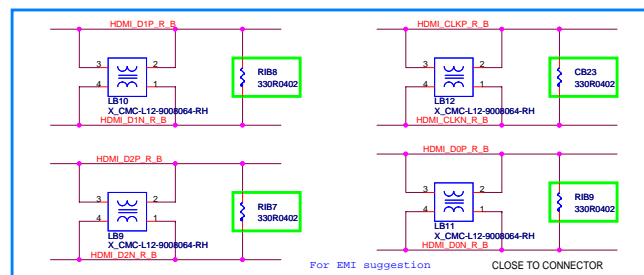 HDMI_D1P_R_B
3
2
4
1
LB10
X_CMC-L12-9008064-RH
HDMI_D1N_R_B
RIB8
330R0402
HDMI_CLKP_R_B
3
2
4
1
LB12
X_CMC-L12-9008064-RH
HDMI_CLKN_R_B
CB23
330R0402
HDMI_D2P_R_B
3
2
4
1
LB9
X_CMC-L12-9008064-RH
HDMI_D2N_R_B
RIB7
330R0402
HDMI_D0P_R_B
3
2
4
1
LB11
X_CMC-L12-9008064-RH
HDMI_D0N_R_B
RIB9
330R0402
For EMI suggestion
CLOSE TO CONNECTOR